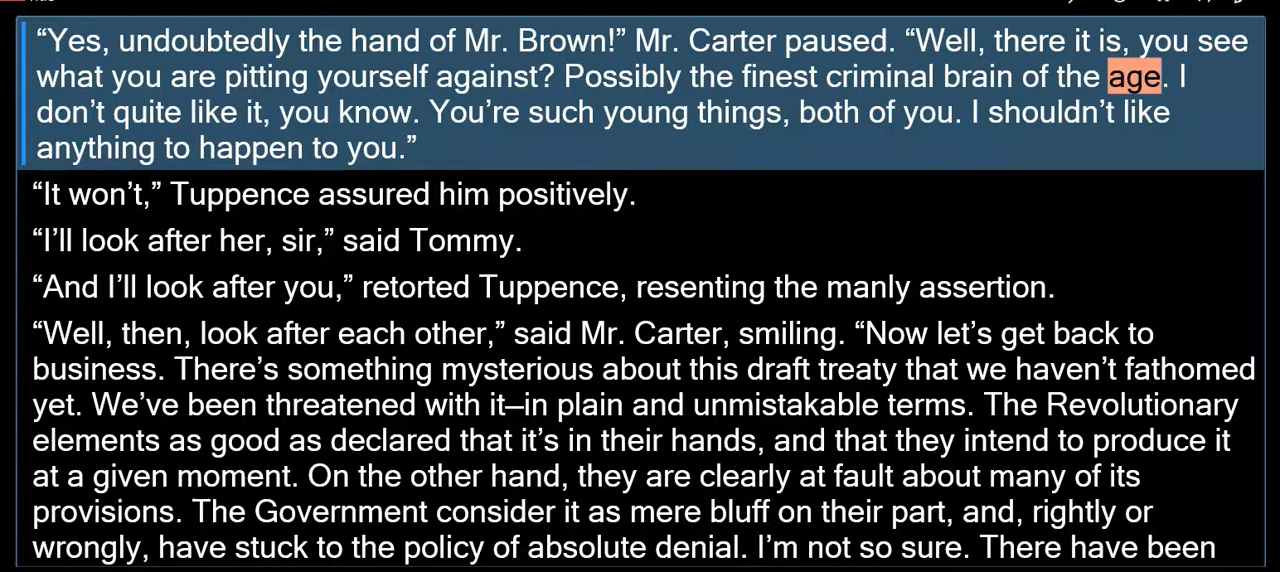 “Yes, undoubtedly the hand of Mr. Brown!” Mr. Carter paused. “Well, there it is, you see
what you are pitting yourself against? Possibly the finest criminal brain of the age. I
don’t quite like it, you know. You’re such young things, both of you. I shouldn’t like
anything to happen to you.”
“It won’t,” Tuppence assured him positively.
“I’ll look after her, sir,” said Tommy.
“And I’ll look after you,” retorted Tuppence, resenting the manly assertion.
“Well, then, look after each other,” said Mr. Carter, smiling. “Now let’s get back to
business. There’s something mysterious about this draft treaty that we haven’t fathomed
yet. We’ve been threatened with it—in plain and unmistakable terms. The Revolutionary
elements as good as declared that it’s in their hands, and that they intend to produce it
at a given moment. On the other hand, they are clearly at fault about many of its
provisions. The Government consider it as mere bluff on their part, and, rightly or
wrongly, have stuck to the policy of absolute denial. I’m not so sure. There have been